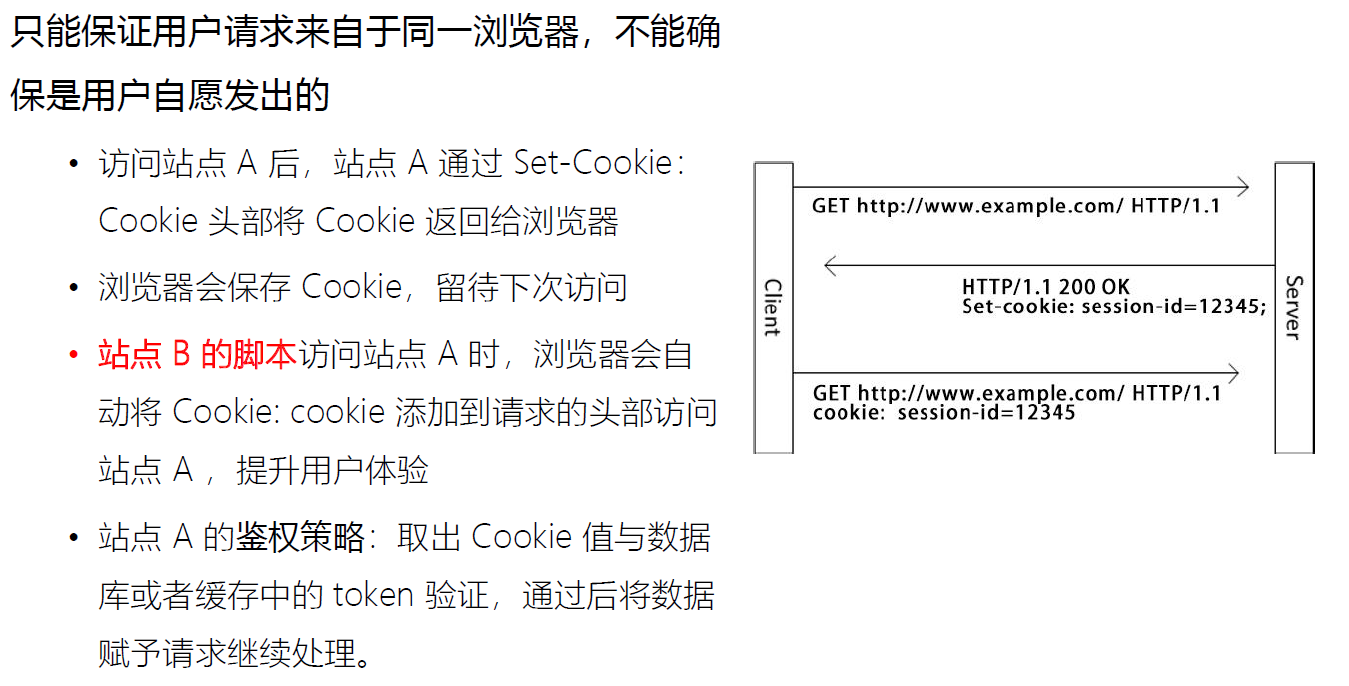 只能保证用户请求来自于同一浏览器，不能确
保是用户自愿发出的
• 访问站点 A 后，站点 A 通过 Set-Cookie：
Cookie 头部将 Cookie 返回给浏览器
• 浏览器会保存 Cookie，留待下次访问
• 站点 B 的脚本访问站点 A 时，浏览器会自
动将 Cookie: cookie 添加到请求的头部访问
站点 A ，提升用户体验
• 站点 A 的鉴权策略：取出 Cookie 值与数据
库或者缓存中的 token 验证，通过后将数据
赋予请求继续处理。
Client
GET http://www.example.com/ HTTP/1.1
HTTP/1.1 200 OK
Set-cookie: session-id=12345;
GET http://www.example.com/ HTTP/1.1
cookie: session-id=12345
Server